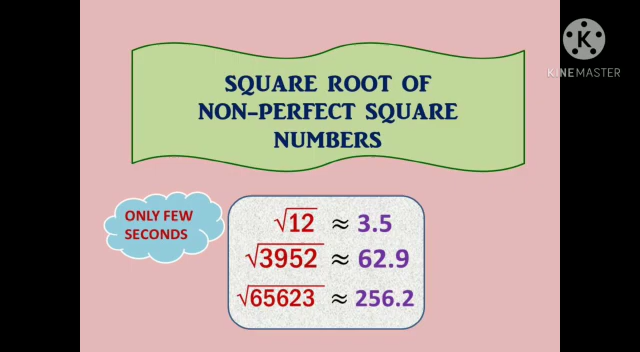 KINEMASTER
SQUARE ROOT OF
NON-PERFECT SQUARE
NUMBERS
ONLY FEW
SECONDS
√12 ≈ 3.5
√3952 ≈ 62.9
√65623 ≈ 256.2